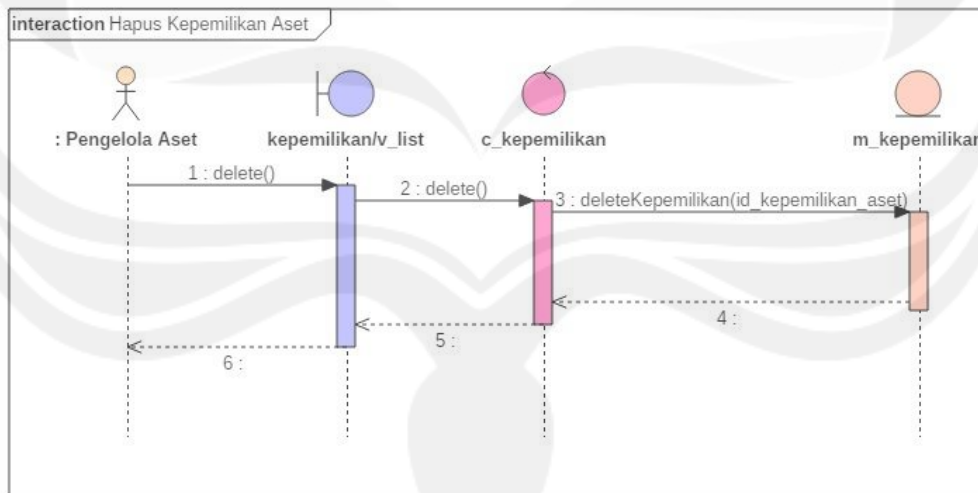 interaction Hapus Kepemilikan Aset
: Pengelola Aset
kepemilikan/v_list
c_kepemilikan
m_kepemilikan
1 : delete()
2 : delete()
3 : deleteKepemilikan(id_kepemilikan_aset)
4 :
5 :
6 :